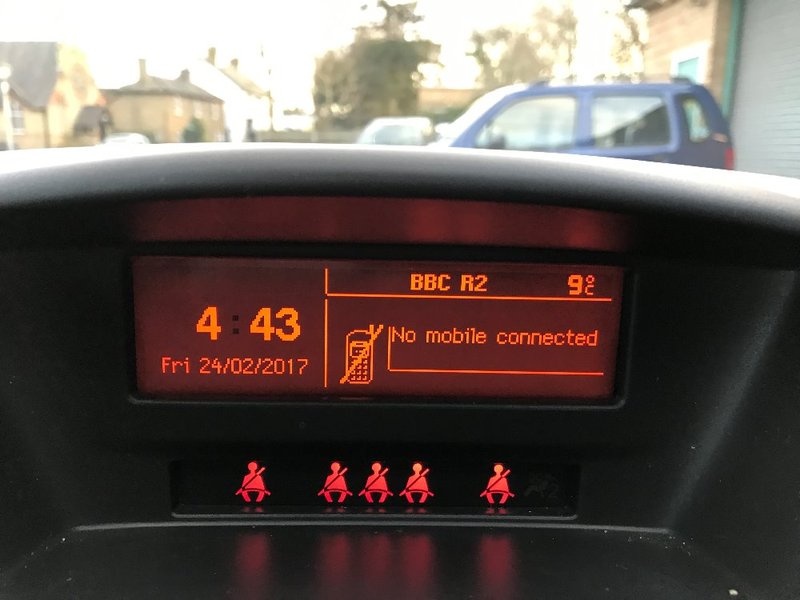 BBC R2
9°C
4:43
No mobile connected
Fri 24/02/2017